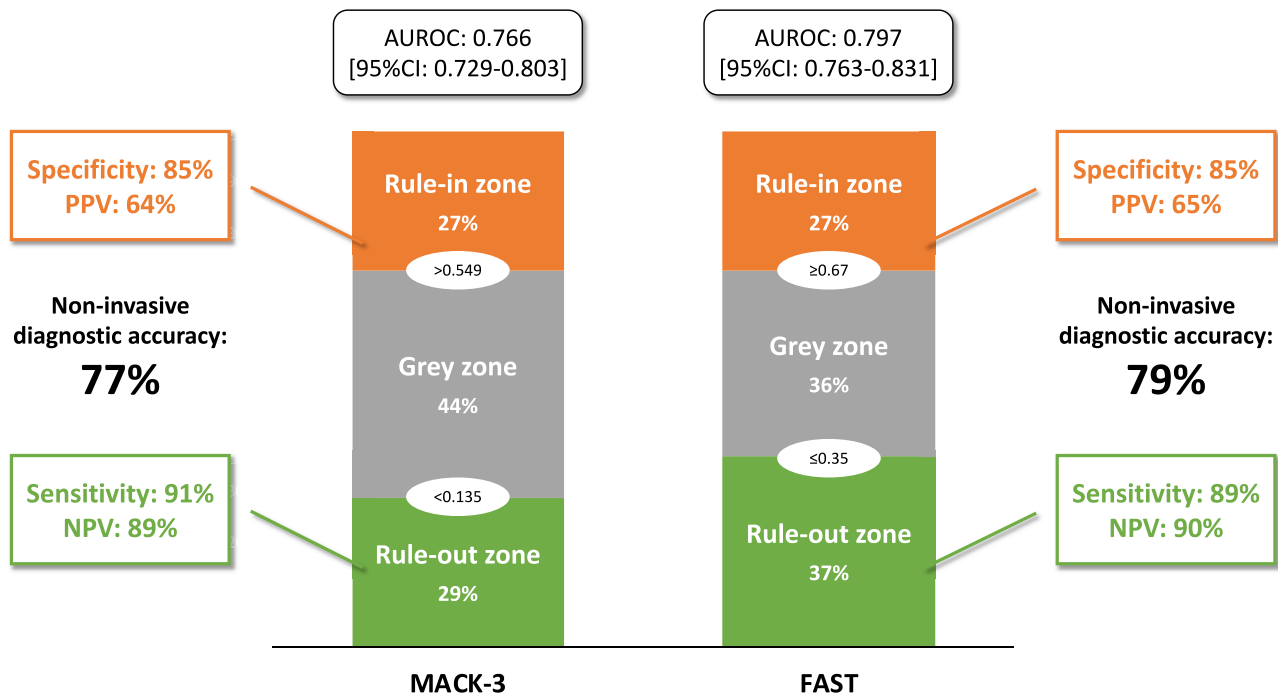 AUROC: 0.766
[95%CI: 0.729-0.803]
AUROC: 0.797
[95%CI: 0.763-0.831]
Specificity: 85%
PPV: 64%
Rule-in zone
27%
>0.549
Rule-in zone
27%
≥0.67
Specificity: 85%
PPV: 65%
Non-invasive
diagnostic accuracy:
77%
Grey zone
44%
Grey zone
36%
Non-invasive
diagnostic accuracy:
79%
Sensitivity: 91%
NPV: 89%
<0.135
Rule-out zone
29%
≤0.35
Rule-out zone
37%
Sensitivity: 89%
NPV: 90%
MACK-3
FAST